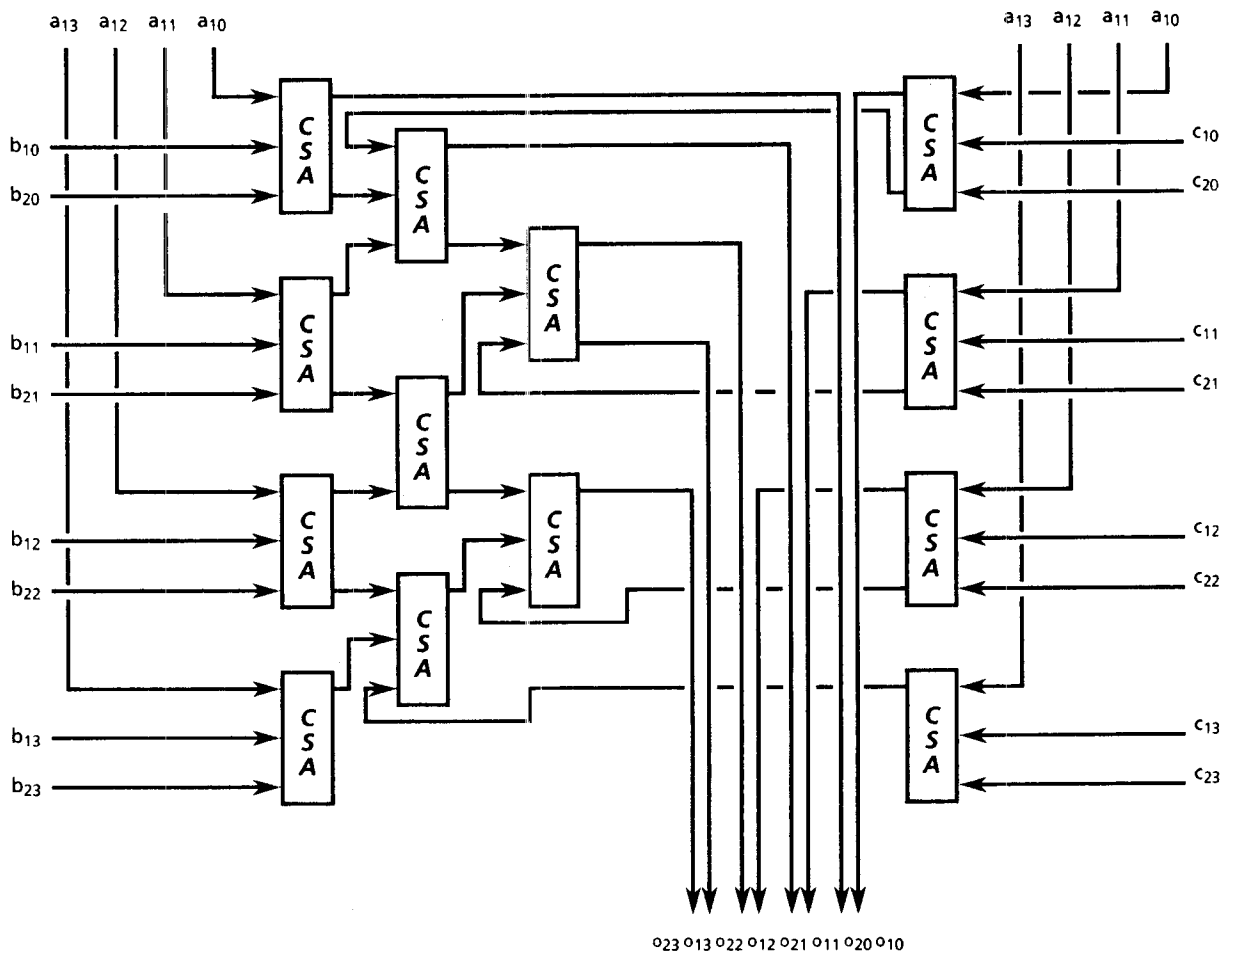 a13 a12 a11 a10
a13 a12 a11 a10
b10
b20
b11
b21
b12
b22
b13
b23
CSA
CSA
CSA
CSA
CSA
CSA
CSA
CSA
CSA
CSA
CSA
CSA
CSA
c10
c20
c11
c21
c12
c22
c13
c23
o23 o13 o22 o12 o21 o11 o20 o10